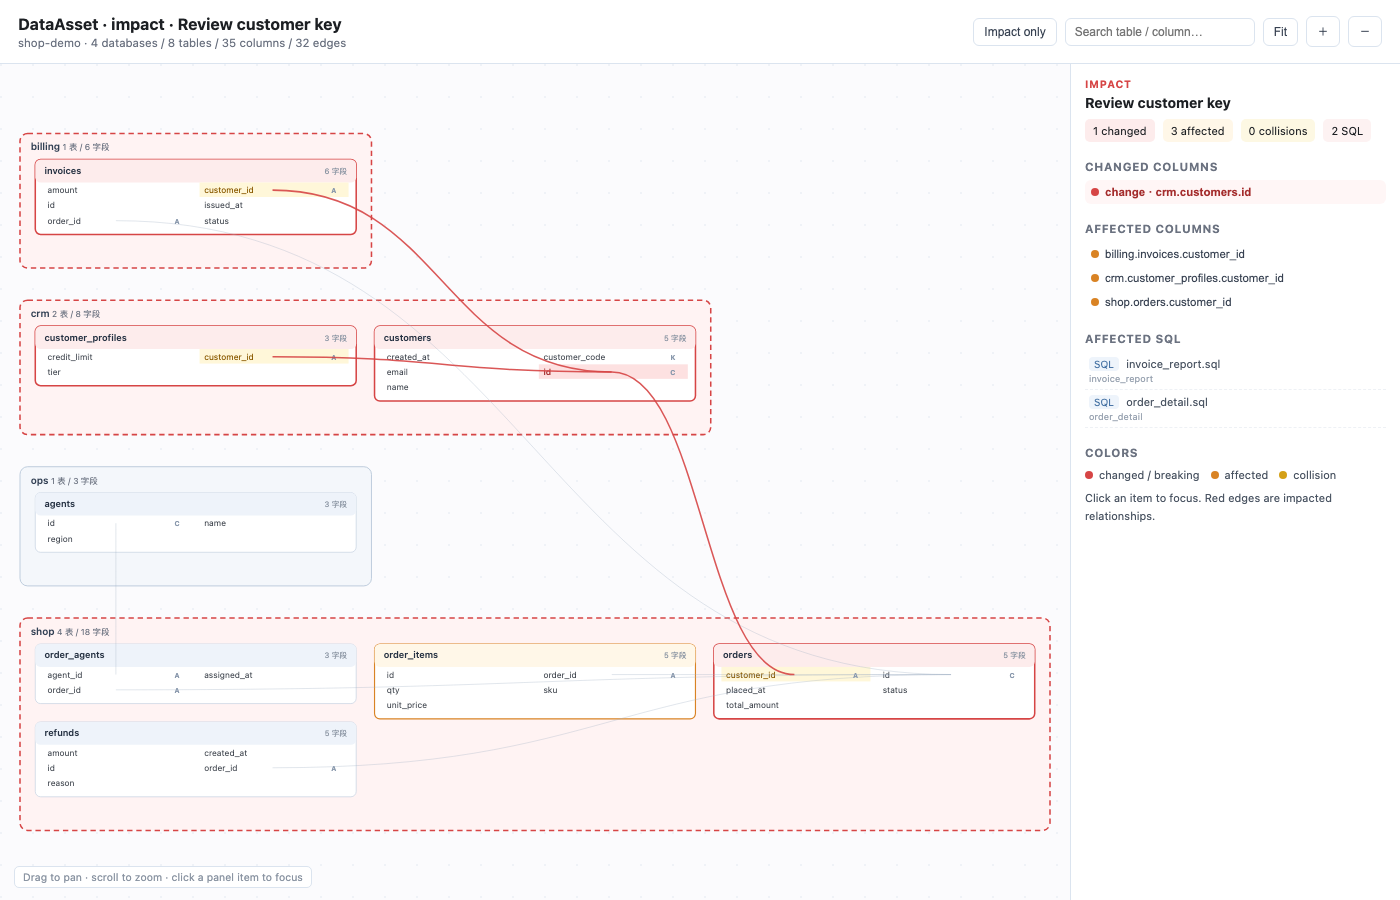 DataAsset · impact · Review customer key
shop-demo · 4 databases / 8 tables / 35 columns / 32 edges
Impact only
Search table / column…
Fit
+
−
billing 1 表 / 6 字段
invoices 6 字段
amount customer_id A
id issued_at
order_id A status
crm 2 表 / 8 字段
customer_profiles 3 字段
credit_limit customer_id A
tier
customers 5 字段
created_at customer_code K
email id C
name
ops 1 表 / 3 字段
agents 3 字段
id C name
region
shop 4 表 / 18 字段
order_agents 3 字段
agent_id A assigned_at
order_id A
order_items 5 字段
id order_id A
qty sku
unit_price
orders 5 字段
customer_id A id C
placed_at status
total_amount
refunds 5 字段
amount created_at
id order_id A
reason
Drag to pan · scroll to zoom · click a panel item to focus
IMPACT
Review customer key
1 changed 3 affected 0 collisions 2 SQL
CHANGED COLUMNS
change · crm.customers.id
AFFECTED COLUMNS
billing.invoices.customer_id
crm.customer_profiles.customer_id
shop.orders.customer_id
AFFECTED SQL
SQL invoice_report.sql
invoice_report
SQL order_detail.sql
order_detail
COLORS
changed / breaking affected collision
Click an item to focus. Red edges are impacted
relationships.